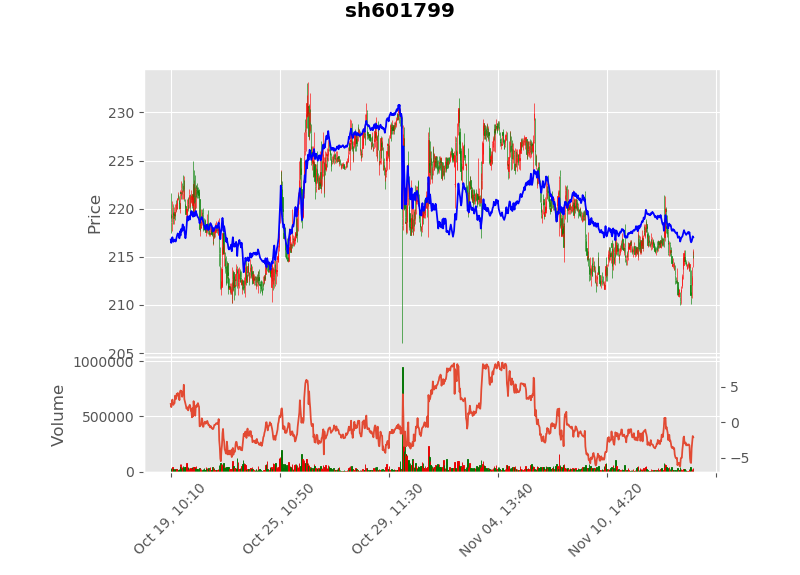 sh601799
Price
230
225
220
215
210
205
Volume
1000000
500000
0
5
0
−5
Oct 19, 10:10
Oct 25, 10:50
Oct 29, 11:30
Nov 04, 13:40
Nov 10, 14:20